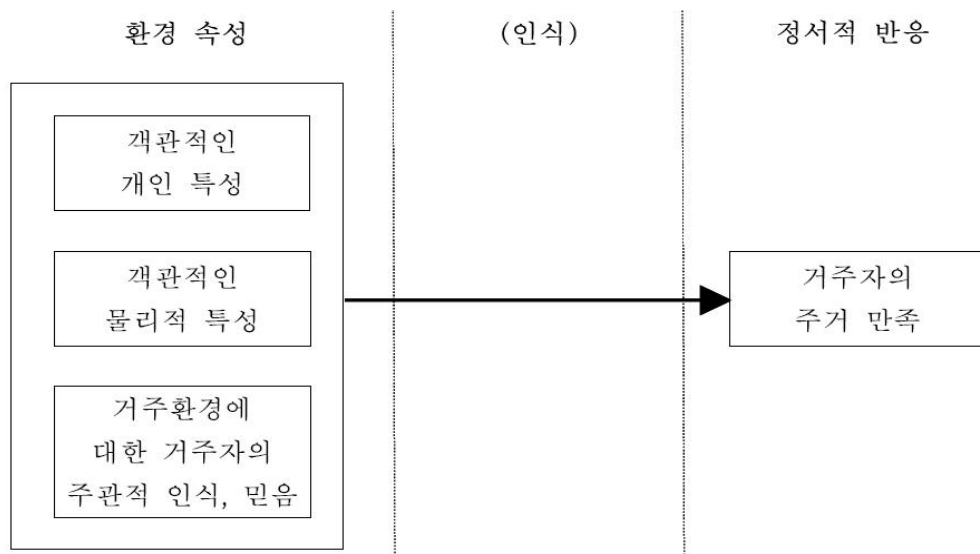 환경 속성
(인식)
정서적 반응
객관적인
개인 특성
객관적인
물리적 특성
거주환경에
대한 거주자의
주관적 인식, 믿음
거주자의
주거 만족